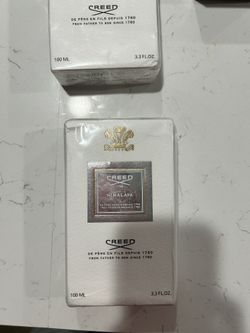 CREED
DE PÈRE EN FILS DEPUIS 1760
FROM FATHER TO SON SINCE 1760
100 ML 3.3 FL.OZ.
CREED
HIMALAYA
CREED
DE PÈRE EN FILS DEPUIS 1760
FROM FATHER TO SON SINCE 1760
100 ML 3.3 FL.OZ.